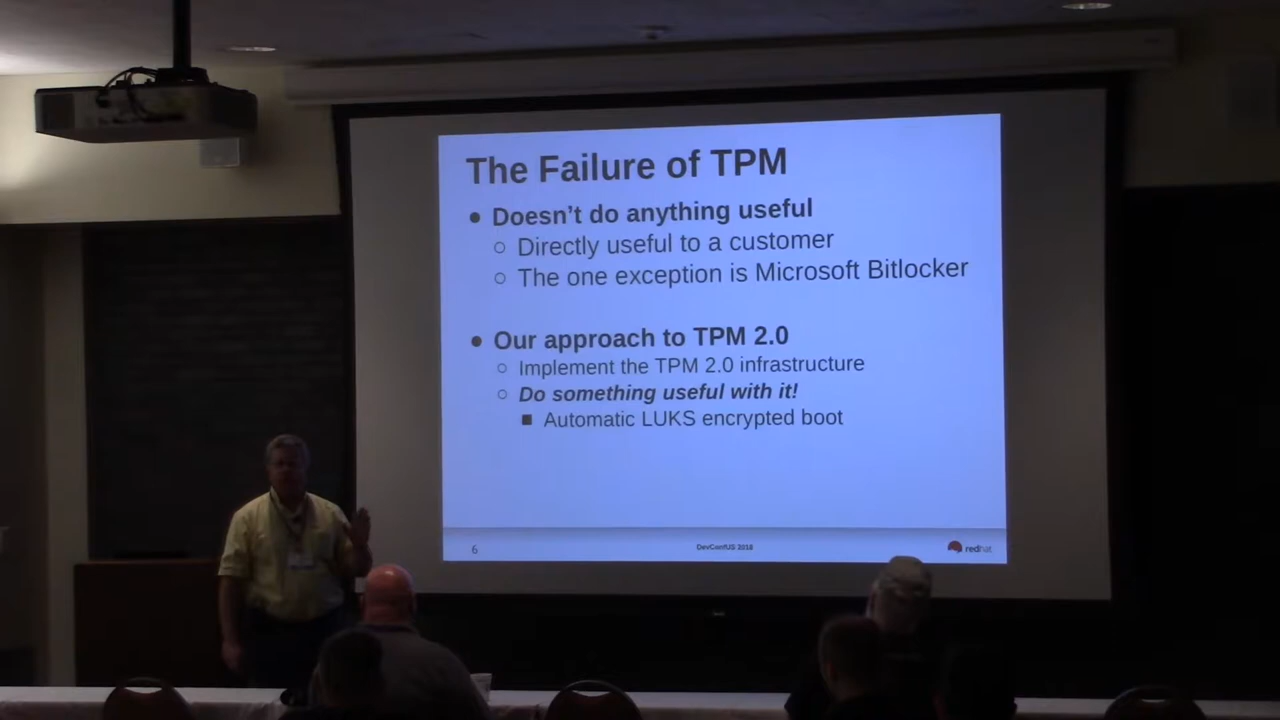 The Failure of TPM
● Doesn't do anything useful
○ Directly useful to a customer
○ The one exception is Microsoft Bitlocker
● Our approach to TPM 2.0
○ Implement the TPM 2.0 infrastructure
○ Do something useful with it!
■ Automatic LUKS encrypted boot
6
DevConfUS 2018
redhat